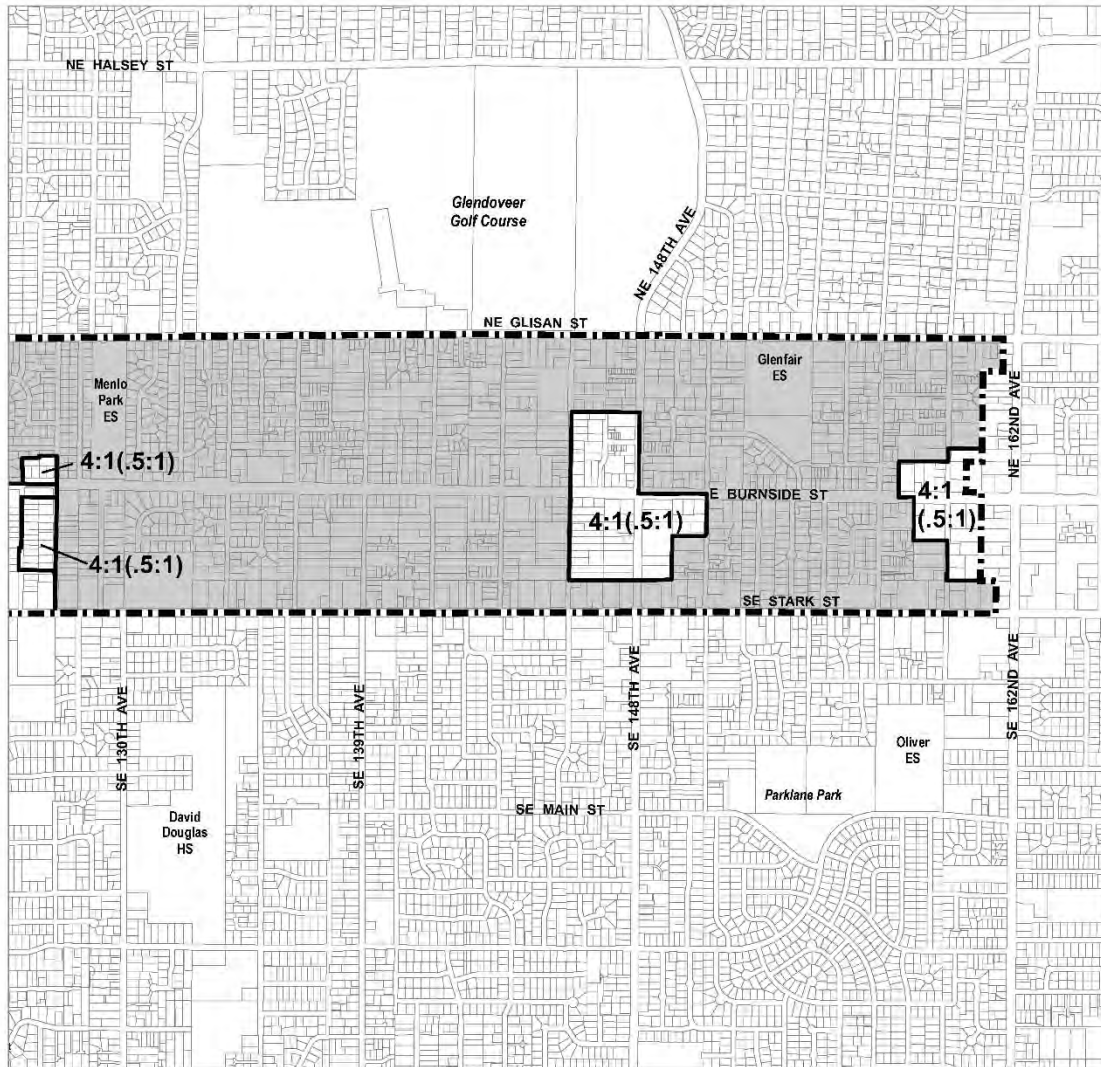 NE HALSEY ST
Glendoveer
Golf Course
NE 148TH AVE
NE GLISAN ST
Menlo
Park
ES
Glenfair
ES
NE 162ND AVE
4:1(.5:1)
E BURNSIDE ST
4:1
(.5:1)
4:1(.5:1)
4:1(.5:1)
SE STARK ST
SE 130TH AVE
SE 139TH AVE
SE 148TH AVE
SE 162ND AVE
Oliver
ES
Parklane Park
SE MAIN ST
David
Douglas
HS